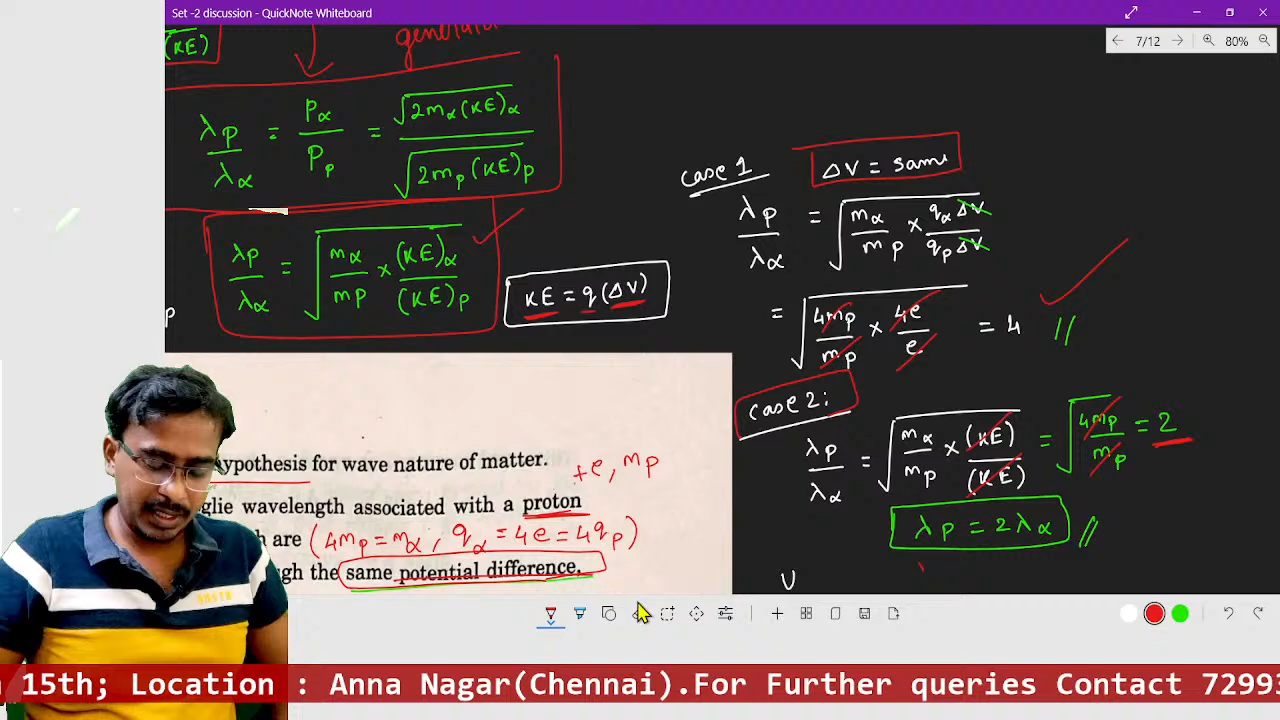 Set -2 discussion - QuickNote Whiteboard
7/12 80%
(KE)
λp/λα = Pα/Pp = √2mα(KE)α / √2mp(KE)p
λp/λα = √mα/mp × (KE)α/(KE)p
p
KE = q(ΔV)
case 1 ΔV = same
λp/λα = √mα/mp × qαΔV/qpΔV
= √4mp/mp × 4e/e = 4 //
case 2:
λp/λα = √mα/mp × (KE)/(KE) = √4mp/mp = 2
λp = 2λα //
ypothesis for wave nature of matter.
+e, mp
glie wavelength associated with a proton
h are (4mp = mα, qα = 4e = 4qp)
gh the same potential difference.
15th; Location : Anna Nagar(Chennai).For Further queries Contact 7299